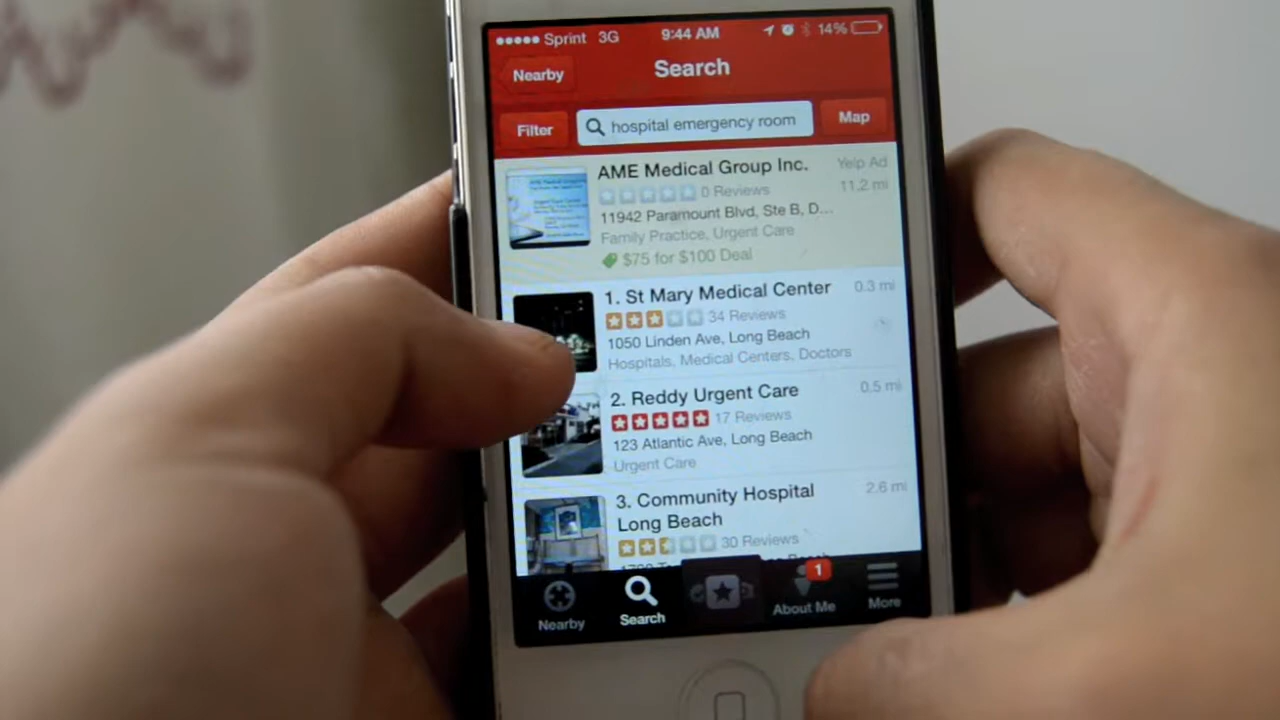 Sprint 3G 9:44 AM 14%
Nearby Search
Filter hospital emergency room Map
AME Medical Group Inc. Yelp Ad
0 Reviews 11.2 mi
11942 Paramount Blvd, Ste B, D...
Family Practice, Urgent Care
$75 for $100 Deal
1. St Mary Medical Center 0.3 mi
34 Reviews
1050 Linden Ave, Long Beach
Hospitals, Medical Centers, Doctors
2. Reddy Urgent Care 0.5 mi
17 Reviews
123 Atlantic Ave, Long Beach
Urgent Care
3. Community Hospital 2.6 mi
Long Beach
30 Reviews
Beach
1
Nearby Search About Me More